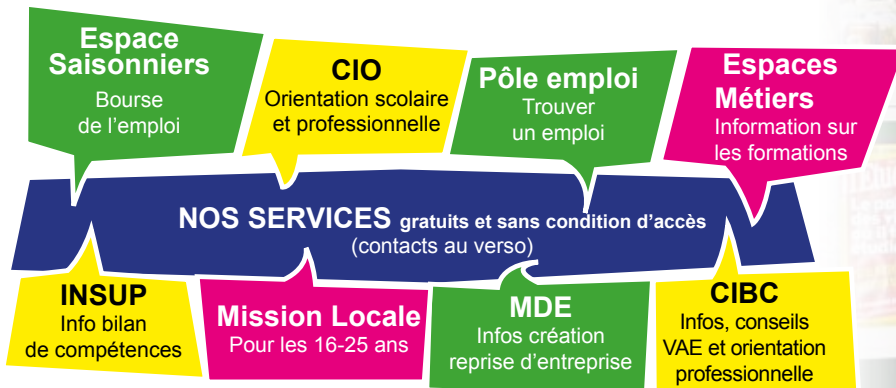 Espace
Saisonniers
Bourse
de l'emploi
CIO
Orientation scolaire
et professionnelle
Pôle emploi
Trouver
un emploi
Espaces
Métiers
Information sur
les formations
NOS SERVICES gratuits et sans condition d'accès
(contacts au verso)
INSUP
Info bilan
de compétences
Mission Locale
Pour les 16-25 ans
MDE
Infos création
reprise d'entreprise
CIBC
Infos, conseils
VAE et orientation
professionnelle